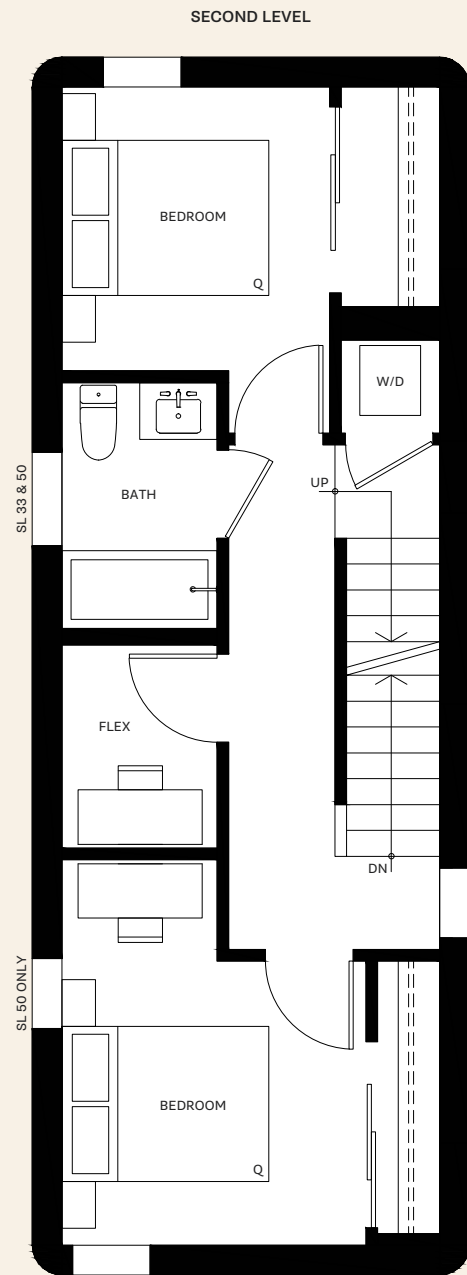 SECOND LEVEL
BEDROOM
Q
W/D
SL 33 & 50
BATH
UP
FLEX
DN
SL 50 ONLY
BEDROOM
Q